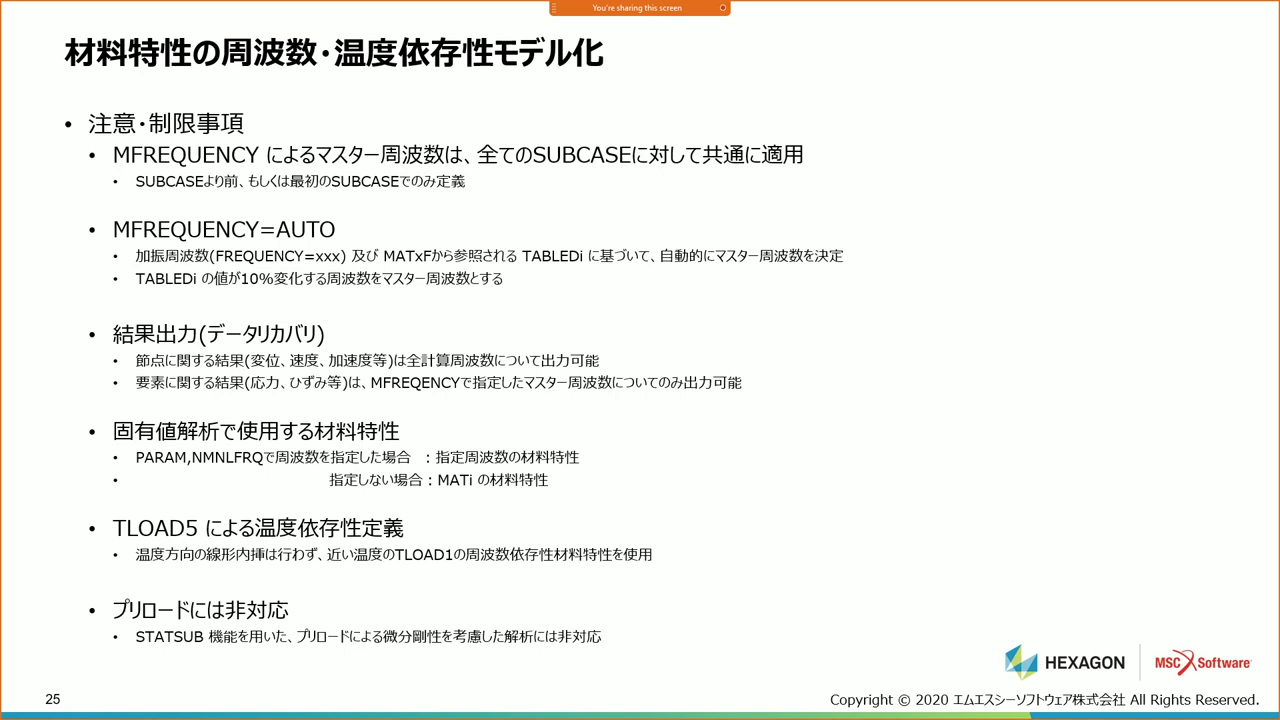 You're sharing this screen
材料特性の周波数・温度依存性モデル化
• 注意・制限事項
• MFREQUENCY によるマスター周波数は、全てのSUBCASEに対して共通に適用
• SUBCASEより前、もしくは最初のSUBCASEでのみ定義
• MFREQUENCY=AUTO
• 加振周波数(FREQUENCY=xxx) 及び MATxFから参照される TABLEDi に基づいて、自動的にマスター周波数を決定
• TABLEDi の値が10%変化する周波数をマスター周波数とする
• 結果出力(データリカバリ)
• 節点に関する結果(変位、速度、加速度等)は全計算周波数について出力可能
• 要素に関する結果(応力、ひずみ等)は、MFREQENCYで指定したマスター周波数についてのみ出力可能
• 固有値解析で使用する材料特性
• PARAM,NMNLFRQで周波数を指定した場合 : 指定周波数の材料特性
• 指定しない場合 : MATi の材料特性
• TLOAD5 による温度依存性定義
• 温度方向の線形内挿は行わず、近い温度のTLOAD1の周波数依存性材料特性を使用
• プリロードには非対応
• STATSUB 機能を用いた、プリロードによる微分剛性を考慮した解析には非対応
HEXAGON
MSC Software
25
Copyright © 2020 エムエスシーソフトウェア株式会社 All Rights Reserved.